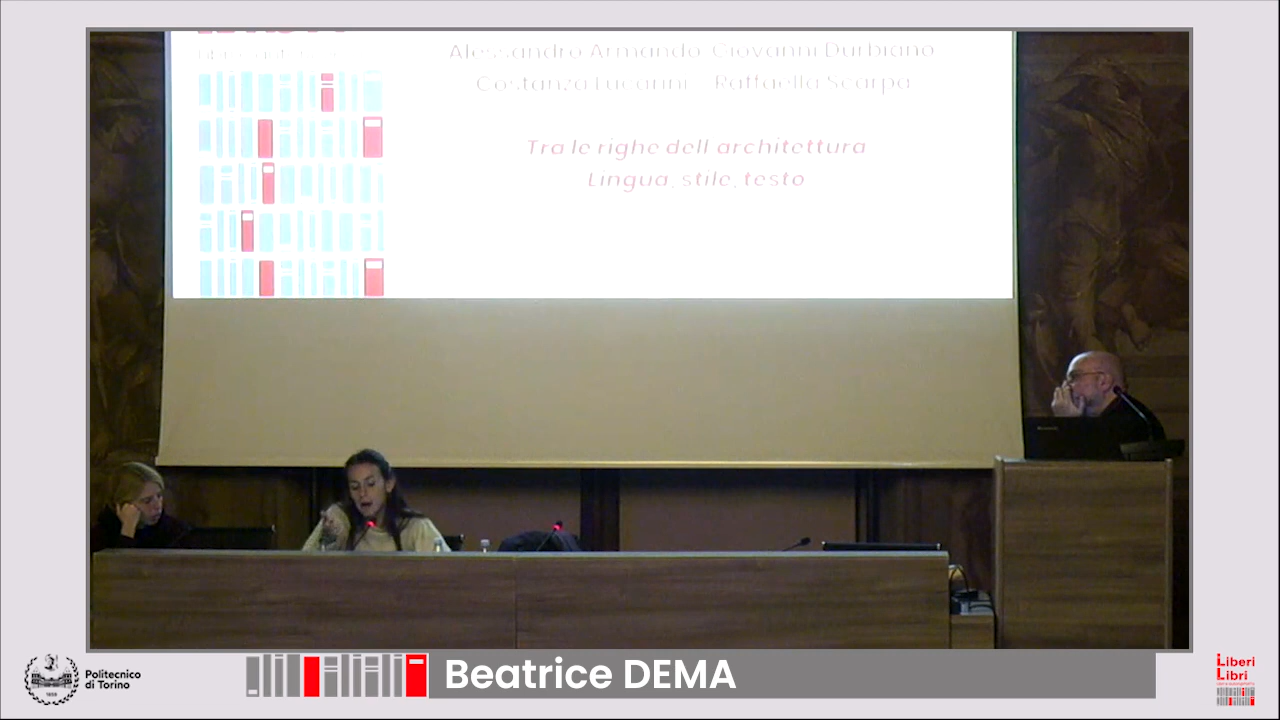 Alessandro Armando Giovanni Durbiano
Costanza Lucarini Raffaella Scarpa
Tra le righe dell architettura
Lingua, stile, testo
Politecnico
di Torino
Beatrice DEMA
Liberi
Libri